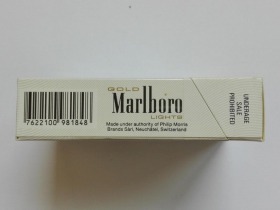 GOLD
Marlboro
LIGHTS
Made under authority of Philip Morris
Brands Sàrl, Neuchâtel, Switzerland
7622100 981848
UNDERAGE
SALE
PROHIBITED